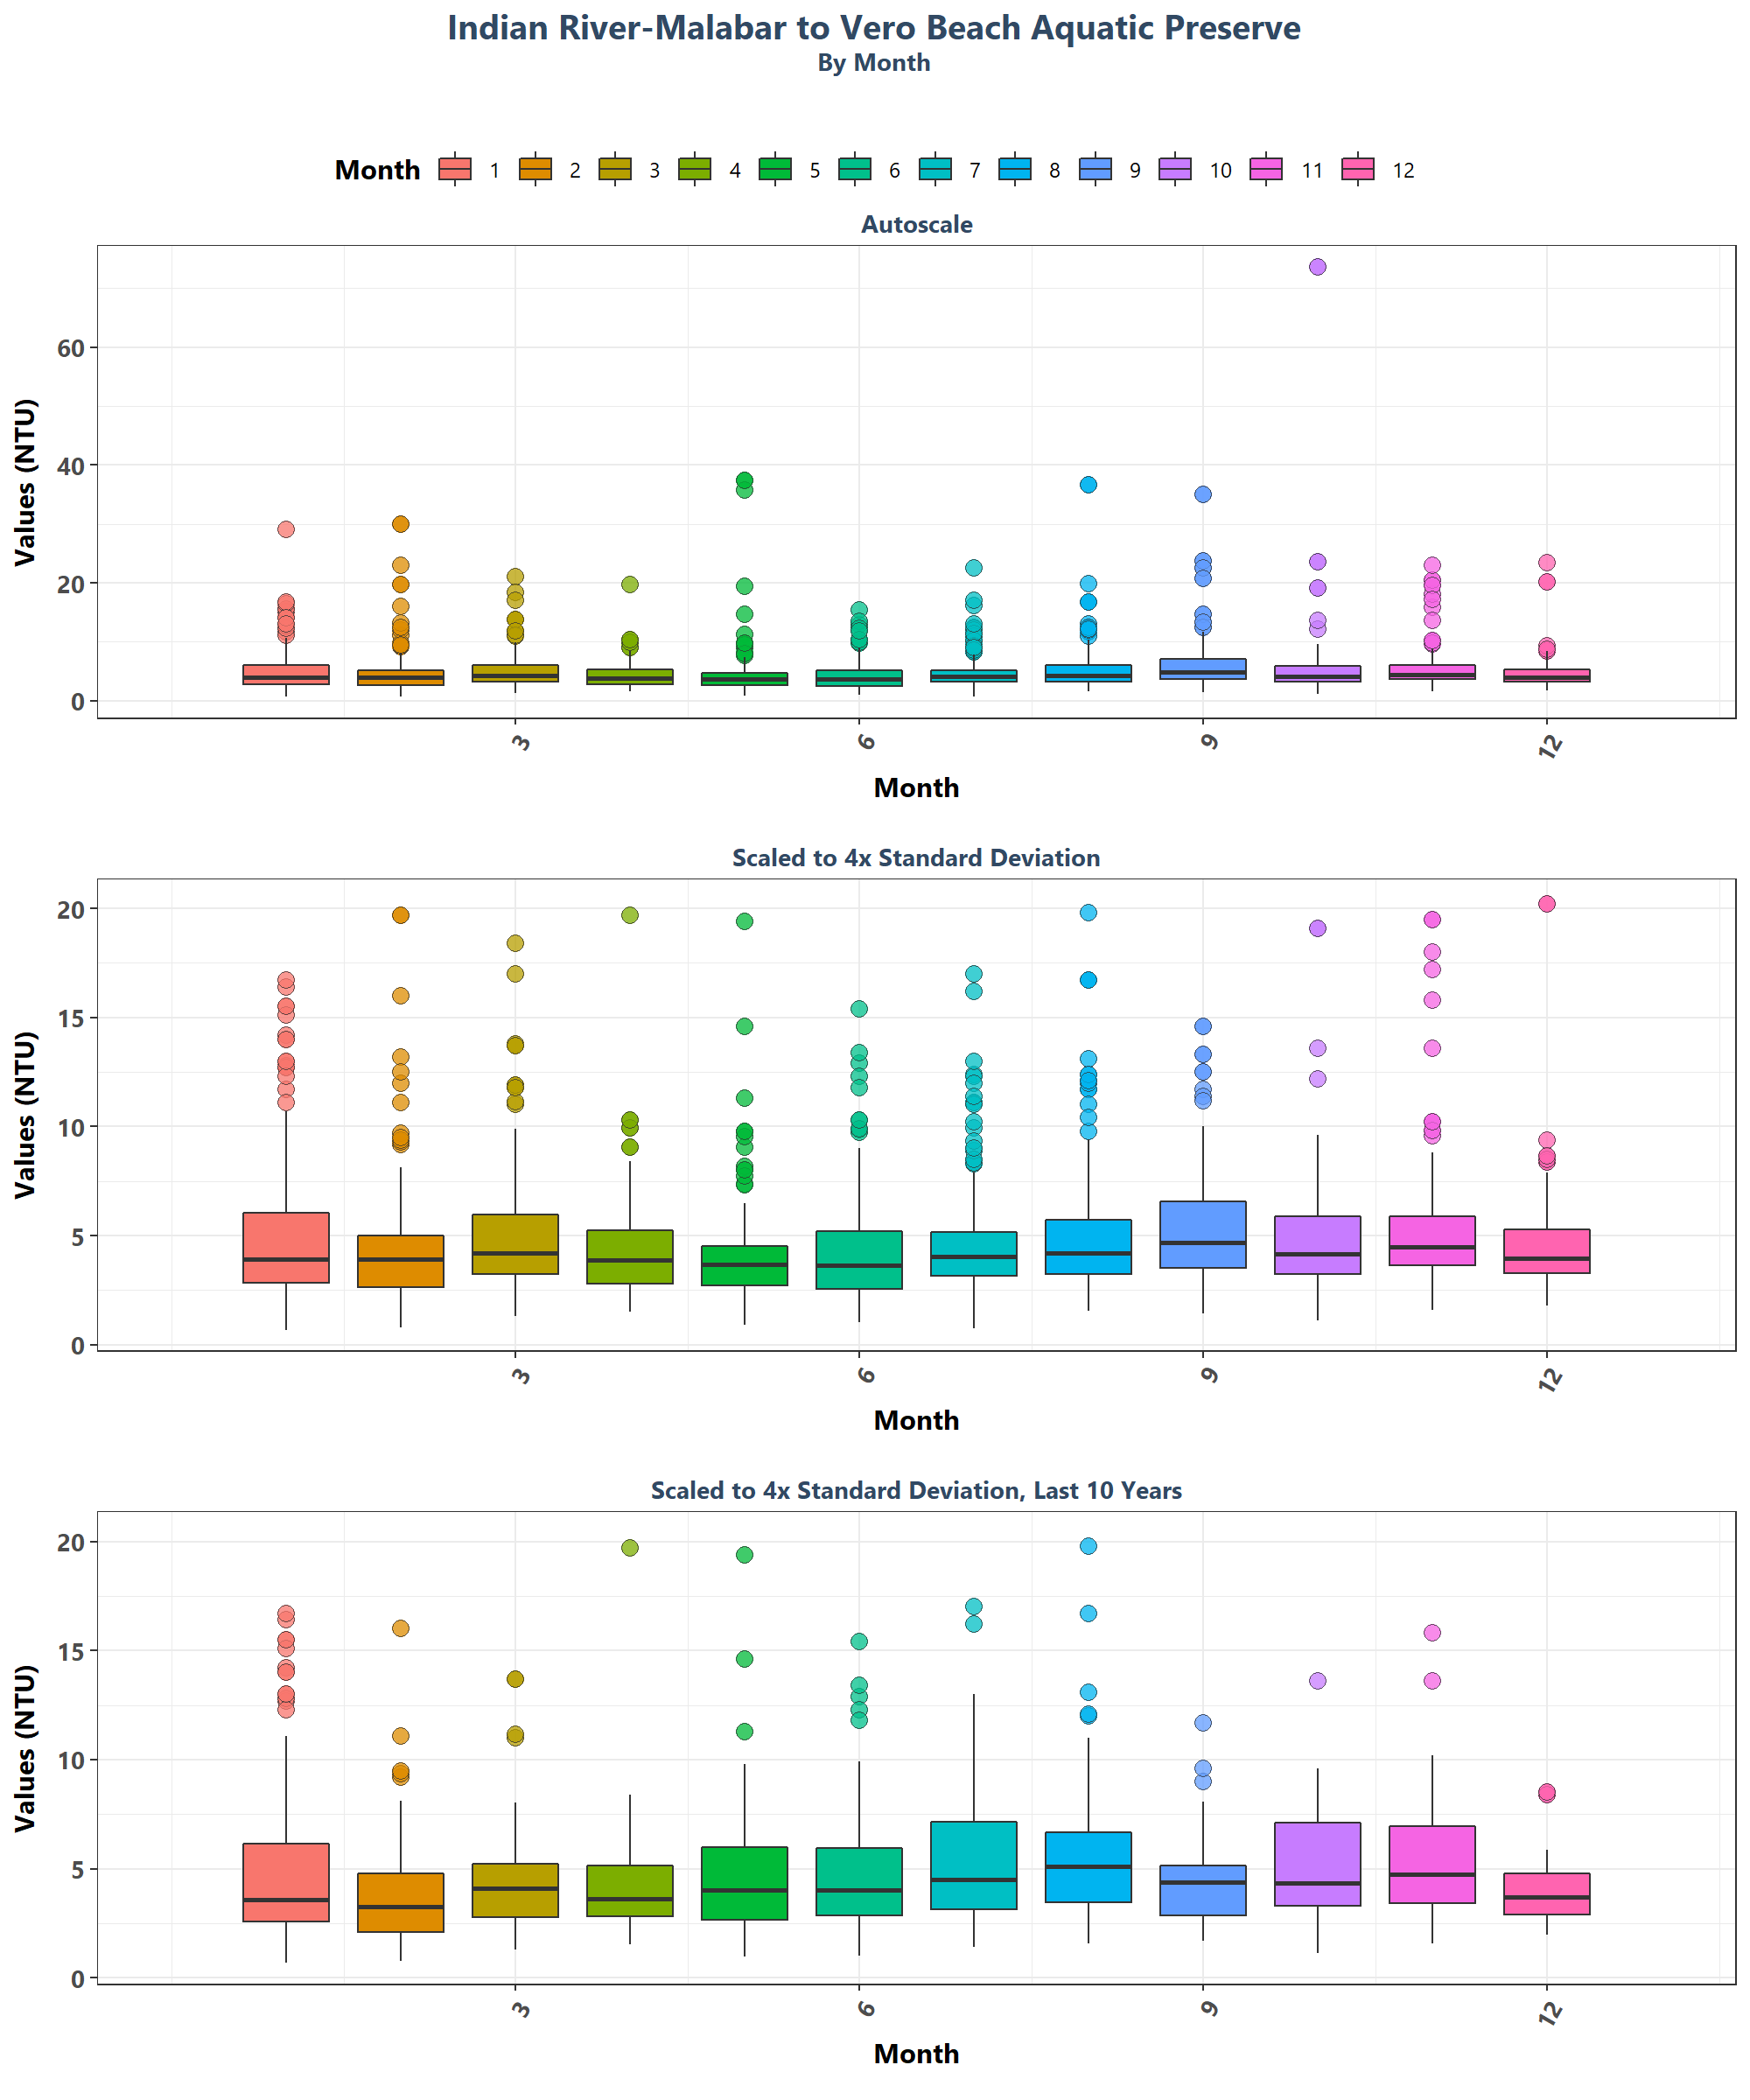 Indian River-Malabar to Vero Beach Aquatic Preserve
By Month
Month 1 2 3 4 5 6 7 8 9 10 11 12
Autoscale
Values (NTU)
60
40
20
0
3 6 9 12
Month
Scaled to 4x Standard Deviation
Values (NTU)
20
15
10
5
0
3 6 9 12
Month
Scaled to 4x Standard Deviation, Last 10 Years
Values (NTU)
20
15
10
5
0
3 6 9 12
Month